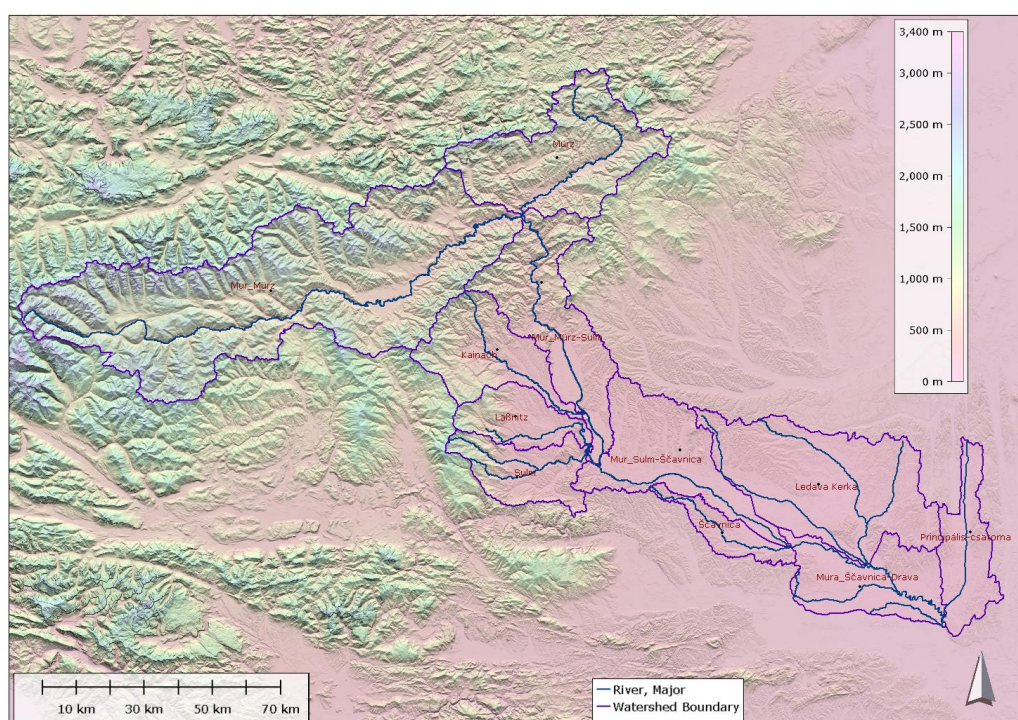 3,400 m
3,000 m
2,500 m
2,000 m
1,500 m
1,000 m
500 m
0 m
Mürz
Mur_Mürz
Mur_Mürz-Sulm
Kainach
Laßnitz
Sulm
Mur_Sulm-Ščavnica
Ledava Kerka
Ščavnica
Principális-csatorna
Mura_Ščavnica-Drava
10 km 30 km 50 km 70 km
River, Major
Watershed Boundary